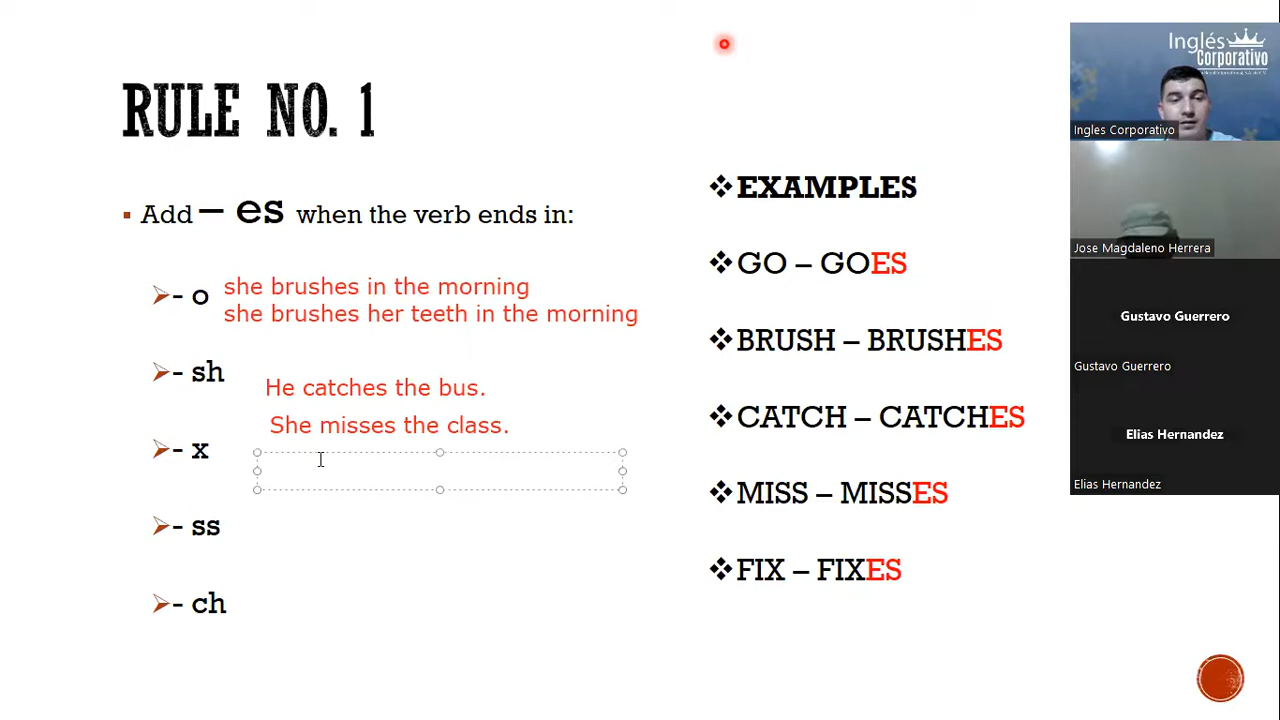 RULE NO. 1
Add – es when the verb ends in:
- o
she brushes in the morning
she brushes her teeth in the morning
- sh
He catches the bus.
She misses the class.
- x
- ss
- ch
EXAMPLES
GO – GOES
BRUSH – BRUSHES
CATCH – CATCHES
MISS – MISSES
FIX – FIXES
Inglés
Corporativo
Ingles Corporativo
Jose Magdaleno Herrera
Gustavo Guerrero
Gustavo Guerrero
Elias Hernandez
Elias Hernandez